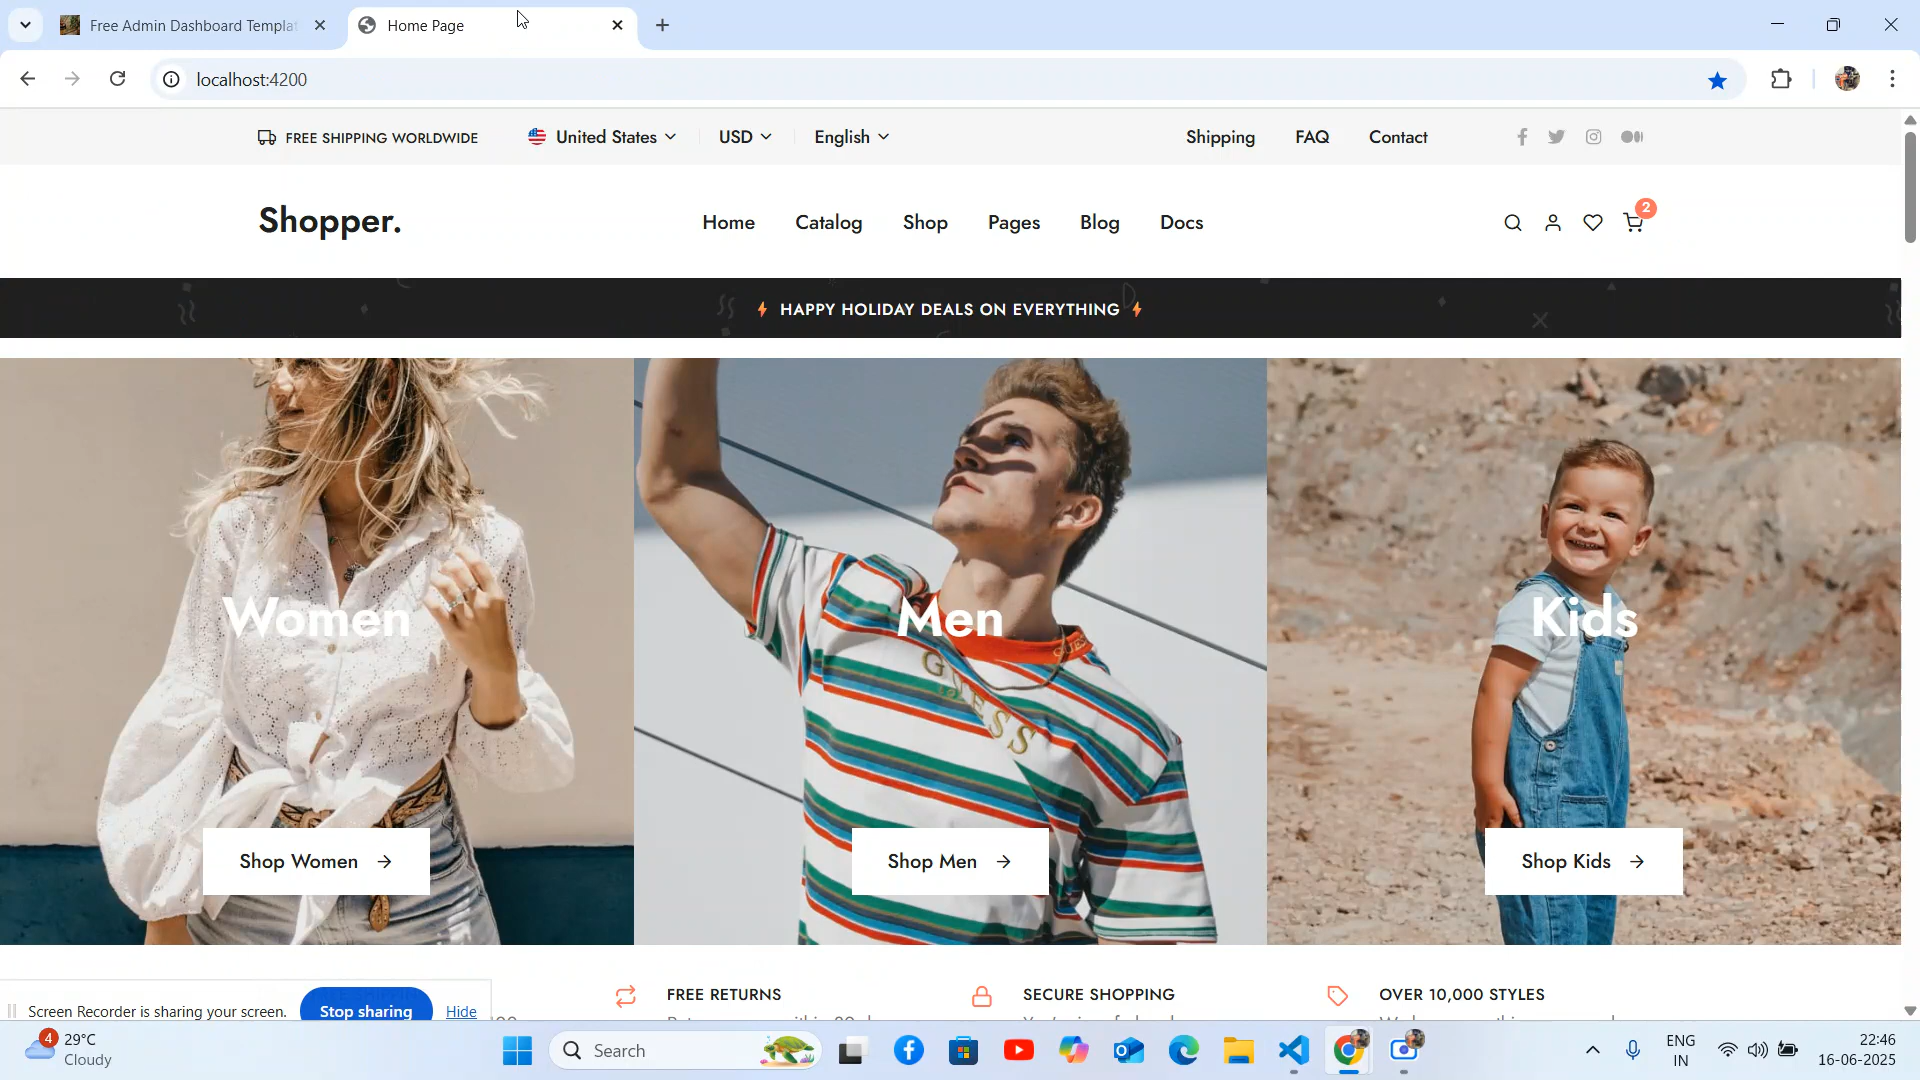 Free Admin Dashboard Templat
Home Page
localhost:4200
FREE SHIPPING WORLDWIDE
United States
USD
English
Shipping
FAQ
Contact
Shopper.
Home
Catalog
Shop
Pages
Blog
Docs
2
HAPPY HOLIDAY DEALS ON EVERYTHING
GUESS
Women
Men
Kids
Shop Women
Shop Men
Shop Kids
FREE RETURNS
SECURE SHOPPING
OVER 10,000 STYLES
Screen Recorder is sharing your screen.
Stop sharing
Hide
4
29°C
Cloudy
Search
ENG
IN
22:46
16-06-2025